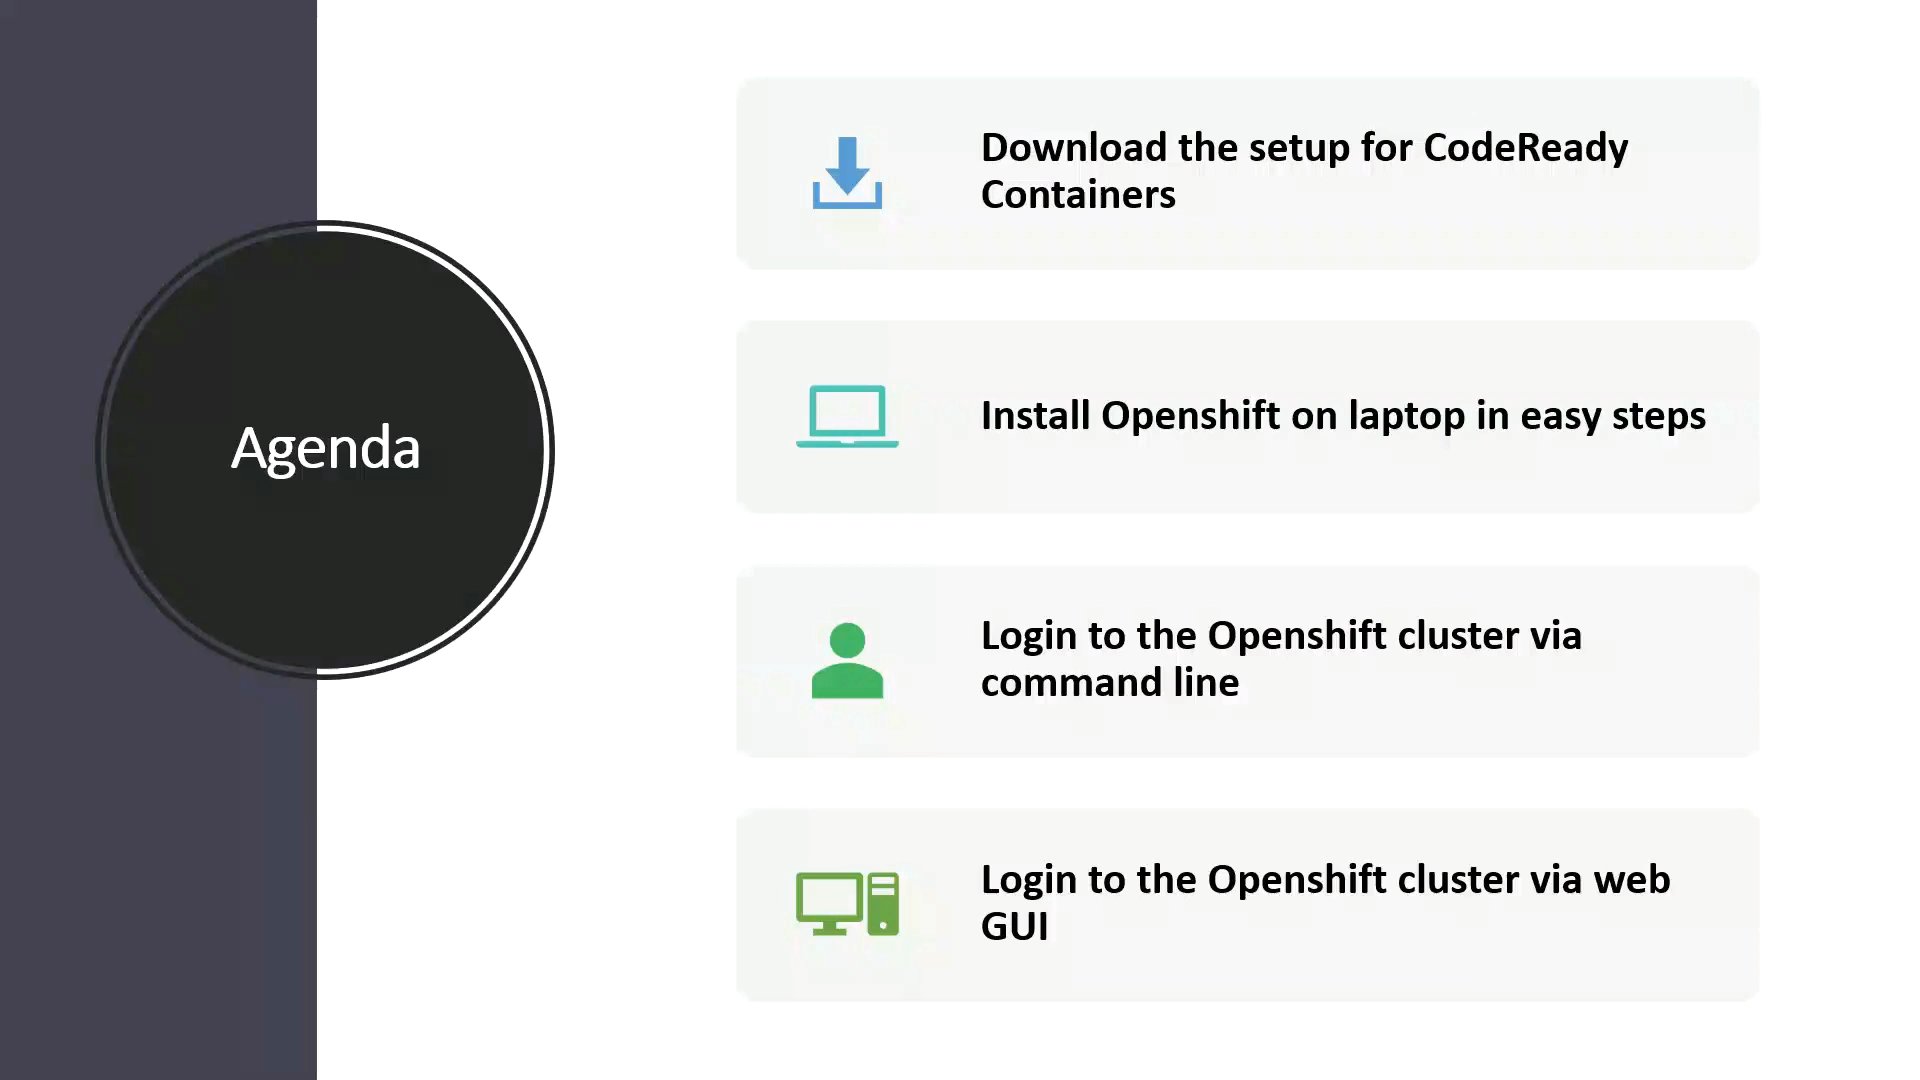 Agenda
Download the setup for CodeReady
Containers
Install Openshift on laptop in easy steps
Login to the Openshift cluster via
command line
Login to the Openshift cluster via web
GUI